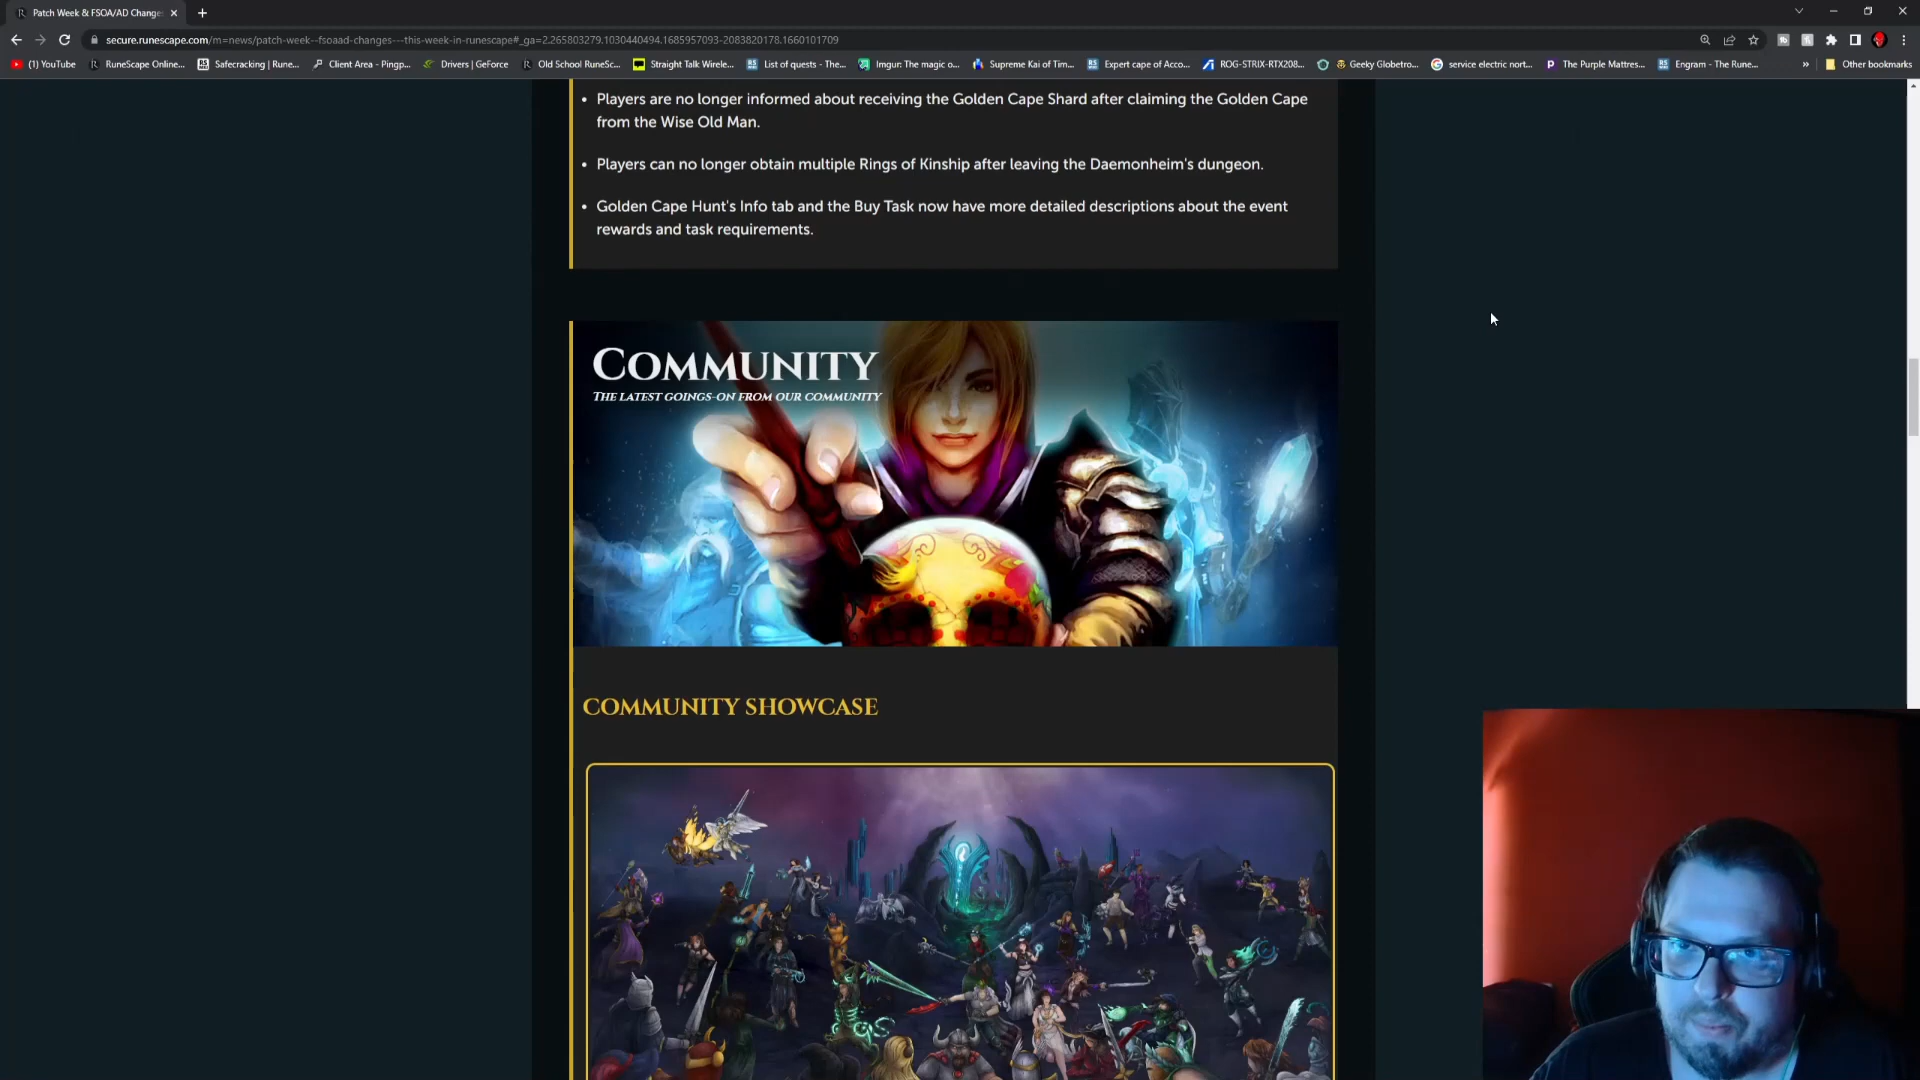 Patch Week & FSOA/AD Change
secure.runescape.com/m=news/patch-week--fsoaad-changes---this-week-in-runescape#_ga=2.265803279.1030440494.1685957093-2083820178.1660101709
(1) YouTube
RuneScape Online...
Safecracking | Rune...
Client Area - Pingp...
Drivers | GeForce
Old School RuneSc...
Straight Talk Wirele...
List of quests - The...
Imgur: The magic o...
Supreme Kai of Tim...
Expert cape of Acco...
ROG-STRIX-RTX208...
Geeky Globetro...
service electric nort...
The Purple Mattres...
Engram - The Rune...
»
Other bookmarks
• Players are no longer informed about receiving the Golden Cape Shard after claiming the Golden Cape
from the Wise Old Man.
• Players can no longer obtain multiple Rings of Kinship after leaving the Daemonheim's dungeon.
• Golden Cape Hunt's Info tab and the Buy Task now have more detailed descriptions about the event
rewards and task requirements.
COMMUNITY
THE LATEST GOINGS-ON FROM OUR COMMUNITY
COMMUNITY SHOWCASE